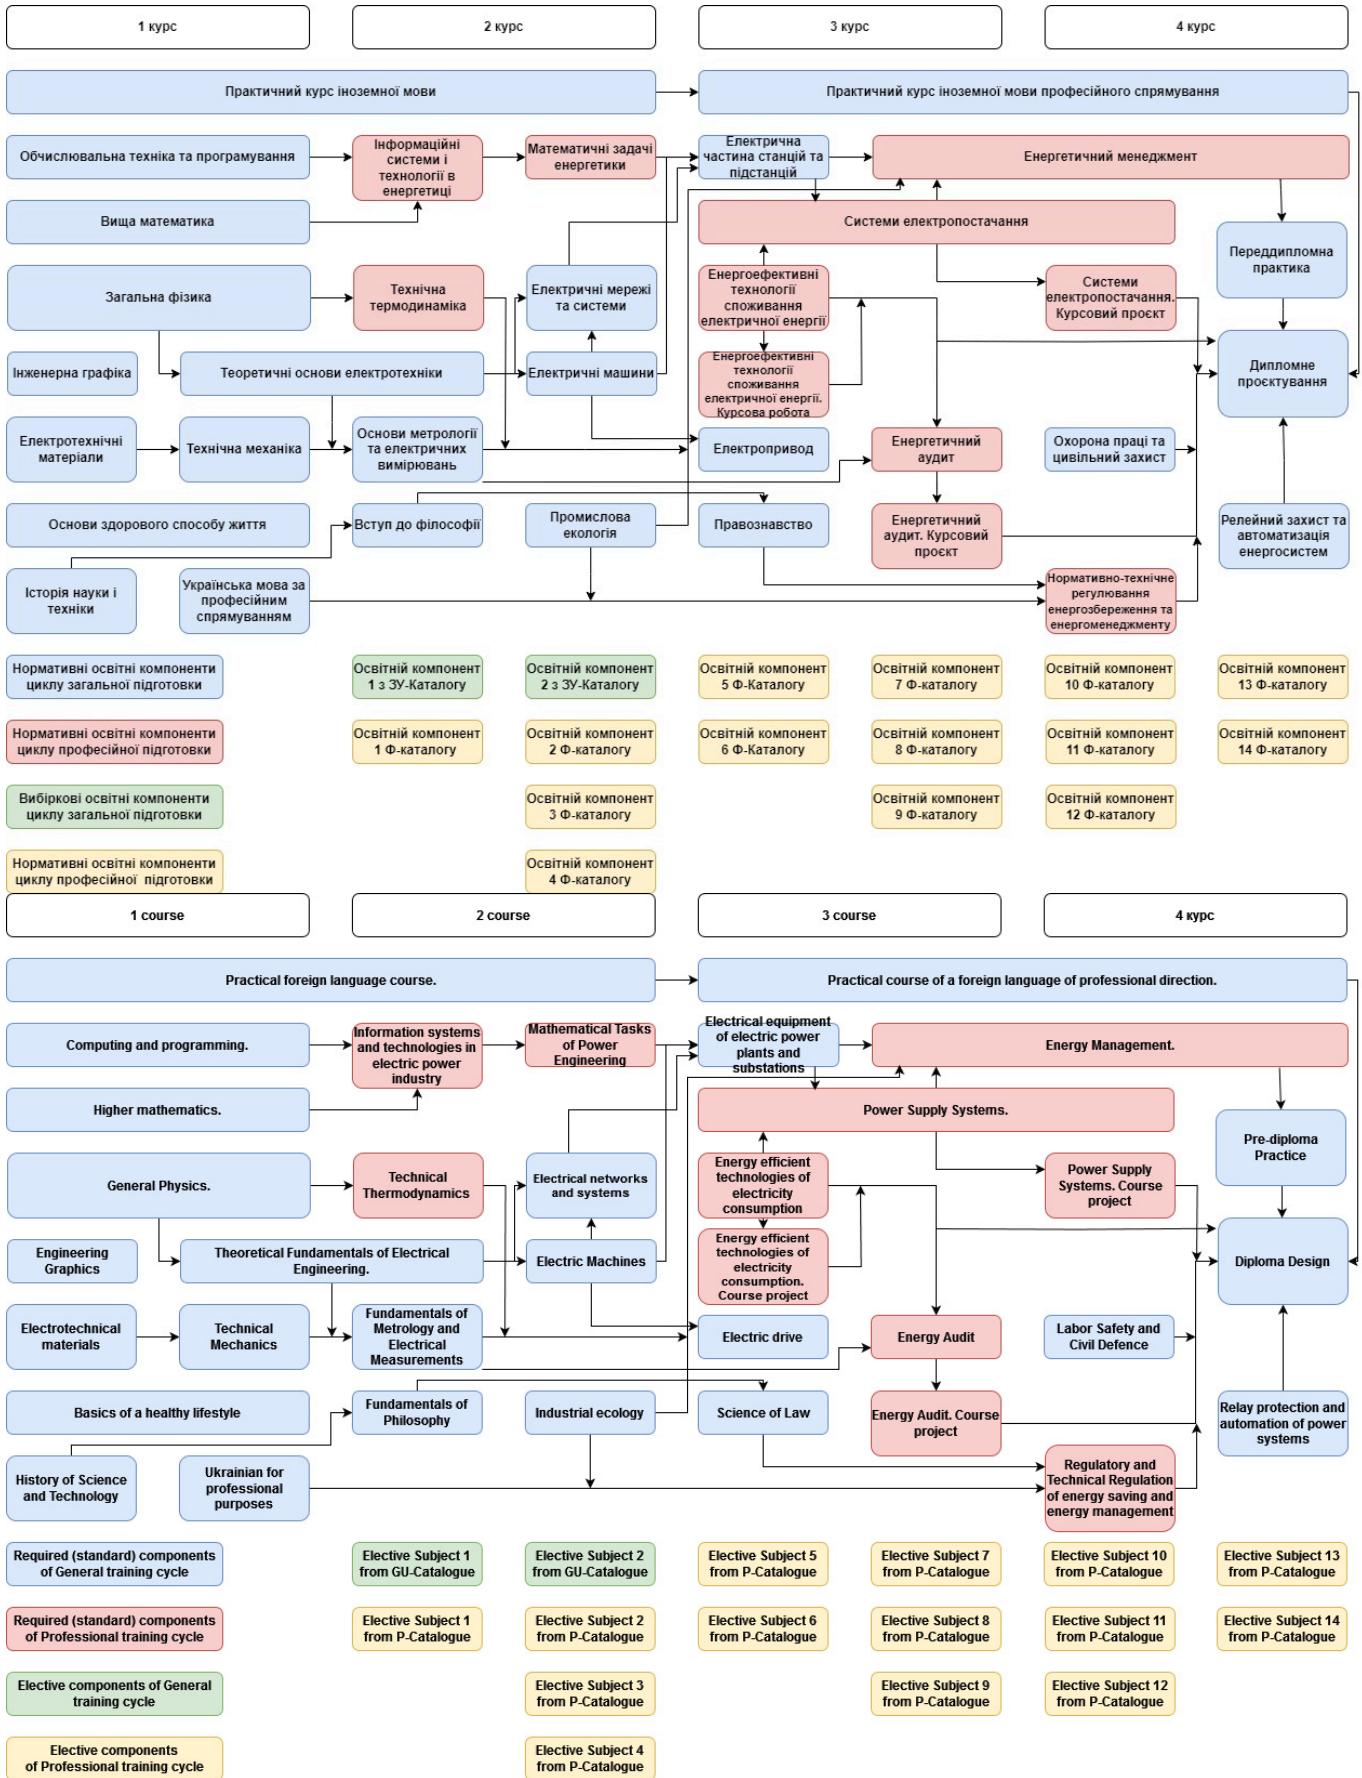 1 курс
2 курс
3 курс
4 курс
Практичний курс іноземної мови
Практичний курс іноземної мови професійного спрямування
Обчислювальна техніка та програмування
Інформаційні
системи і
технології в
енергетиці
Математичні задачі
енергетики
Електрична
частина станцій та
підстанцій
Енергетичний менеджмент
Вища математика
Системи електропостачання
Переддипломна
практика
Загальна фізика
Технічна
термодинаміка
Електричні мережі
та системи
Енергоефективні
технології
споживання
електричної енергії
Системи
електропостачання.
Курсовий проєкт
Інженерна графіка
Теоретичні основи електротехніки
Електричні машини
Енергоефективні
технології
споживання
електричної енергії.
Курсова робота
Дипломне
проєктування
Електротехнічні
матеріали
Технічна механіка
Основи метрології
та електричних
вимірювань
Електропривод
Енергетичний
аудит
Охорона праці та
цивільний захист
Основи здорового способу життя
Вступ до філософії
Промислова
екологія
Правознавство
Енергетичний
аудит. Курсовий
проєкт
Релейний захист та
автоматизація
енергосистем
Історія науки і
техніки
Українська мова за
професійним
спрямуванням
Нормативно-технічне
регулювання
енергозбереження та
енергоменеджменту
Нормативні освітні компоненти
циклу загальної підготовки
Освітній компонент
1 з ЗУ-Каталогу
Освітній компонент
2 з ЗУ-Каталогу
Освітній компонент
5 Ф-Каталогу
Освітній компонент
7 Ф-каталогу
Освітній компонент
10 Ф-каталогу
Освітній компонент
13 Ф-каталогу
Нормативні освітні компоненти
циклу професійної підготовки
Освітній компонент
1 Ф-каталогу
Освітній компонент
2 Ф-каталогу
Освітній компонент
6 Ф-Каталогу
Освітній компонент
8 Ф-каталогу
Освітній компонент
11 Ф-каталогу
Освітній компонент
14 Ф-каталогу
Вибіркові освітні компоненти
циклу загальної підготовки
Освітній компонент
3 Ф-каталогу
Освітній компонент
9 Ф-каталогу
Освітній компонент
12 Ф-каталогу
Нормативні освітні компоненти
циклу професійної підготовки
Освітній компонент
4 Ф-каталогу
1 course
2 course
3 course
4 курс
Practical foreign language course.
Practical course of a foreign language of professional direction.
Computing and programming.
Information systems
and technologies in
electric power
industry
Mathematical Tasks
of Power
Engineering
Electrical equipment
of electric power
plants and
substations
Energy Management.
Higher mathematics.
Power Supply Systems.
Pre-diploma
Practice
General Physics.
Technical
Thermodynamics
Electrical networks
and systems
Energy efficient
technologies of
electricity
consumption
Power Supply
Systems. Course
project
Engineering
Graphics
Theoretical Fundamentals of Electrical
Engineering.
Electric Machines
Energy efficient
technologies of
electricity
consumption.
Course project
Diploma Design
Electrotechnical
materials
Technical
Mechanics
Fundamentals of
Metrology and
Electrical
Measurements
Electric drive
Energy Audit
Labor Safety and
Civil Defence
Basics of a healthy lifestyle
Fundamentals of
Philosophy
Industrial ecology
Science of Law
Energy Audit. Course
project
Relay protection and
automation of power
systems
History of Science
and Technology
Ukrainian for
professional
purposes
Regulatory and
Technical Regulation
of energy saving and
energy management
Required (standard) components
of General training cycle
Elective Subject 1
from GU-Catalogue
Elective Subject 2
from GU-Catalogue
Elective Subject 5
from P-Catalogue
Elective Subject 7
from P-Catalogue
Elective Subject 10
from P-Catalogue
Elective Subject 13
from P-Catalogue
Required (standard) components
of Professional training cycle
Elective Subject 1
from P-Catalogue
Elective Subject 2
from P-Catalogue
Elective Subject 6
from P-Catalogue
Elective Subject 8
from P-Catalogue
Elective Subject 11
from P-Catalogue
Elective Subject 14
from P-Catalogue
Elective components of General
training cycle
Elective Subject 3
from P-Catalogue
Elective Subject 9
from P-Catalogue
Elective Subject 12
from P-Catalogue
Elective components
of Professional training cycle
Elective Subject 4
from P-Catalogue